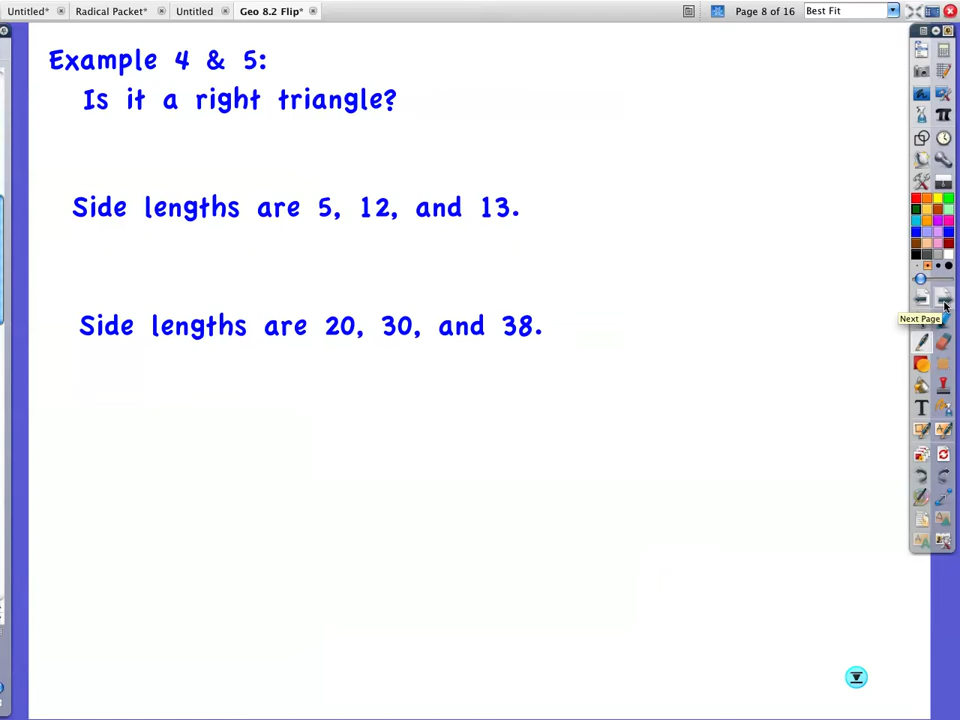 Untitled* Radical Packet* Untitled Geo 8.2 Flip* Page 8 of 16 Best Fit
Example 4 & 5:
Is it a right triangle?
Side lengths are 5, 12, and 13.
Next Page
Side lengths are 20, 30, and 38.
T